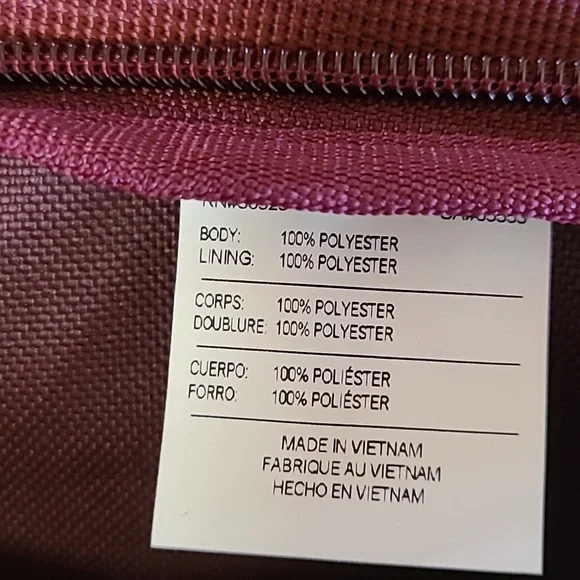 BODY: 100% POLYESTER
LINING: 100% POLYESTER
CORPS: 100% POLYESTER
DOUBLURE: 100% POLYESTER
CUERPO: 100% POLIÉSTER
FORRO: 100% POLIÉSTER
MADE IN VIETNAM
FABRIQUE AU VIETNAM
HECHO EN VIETNAM